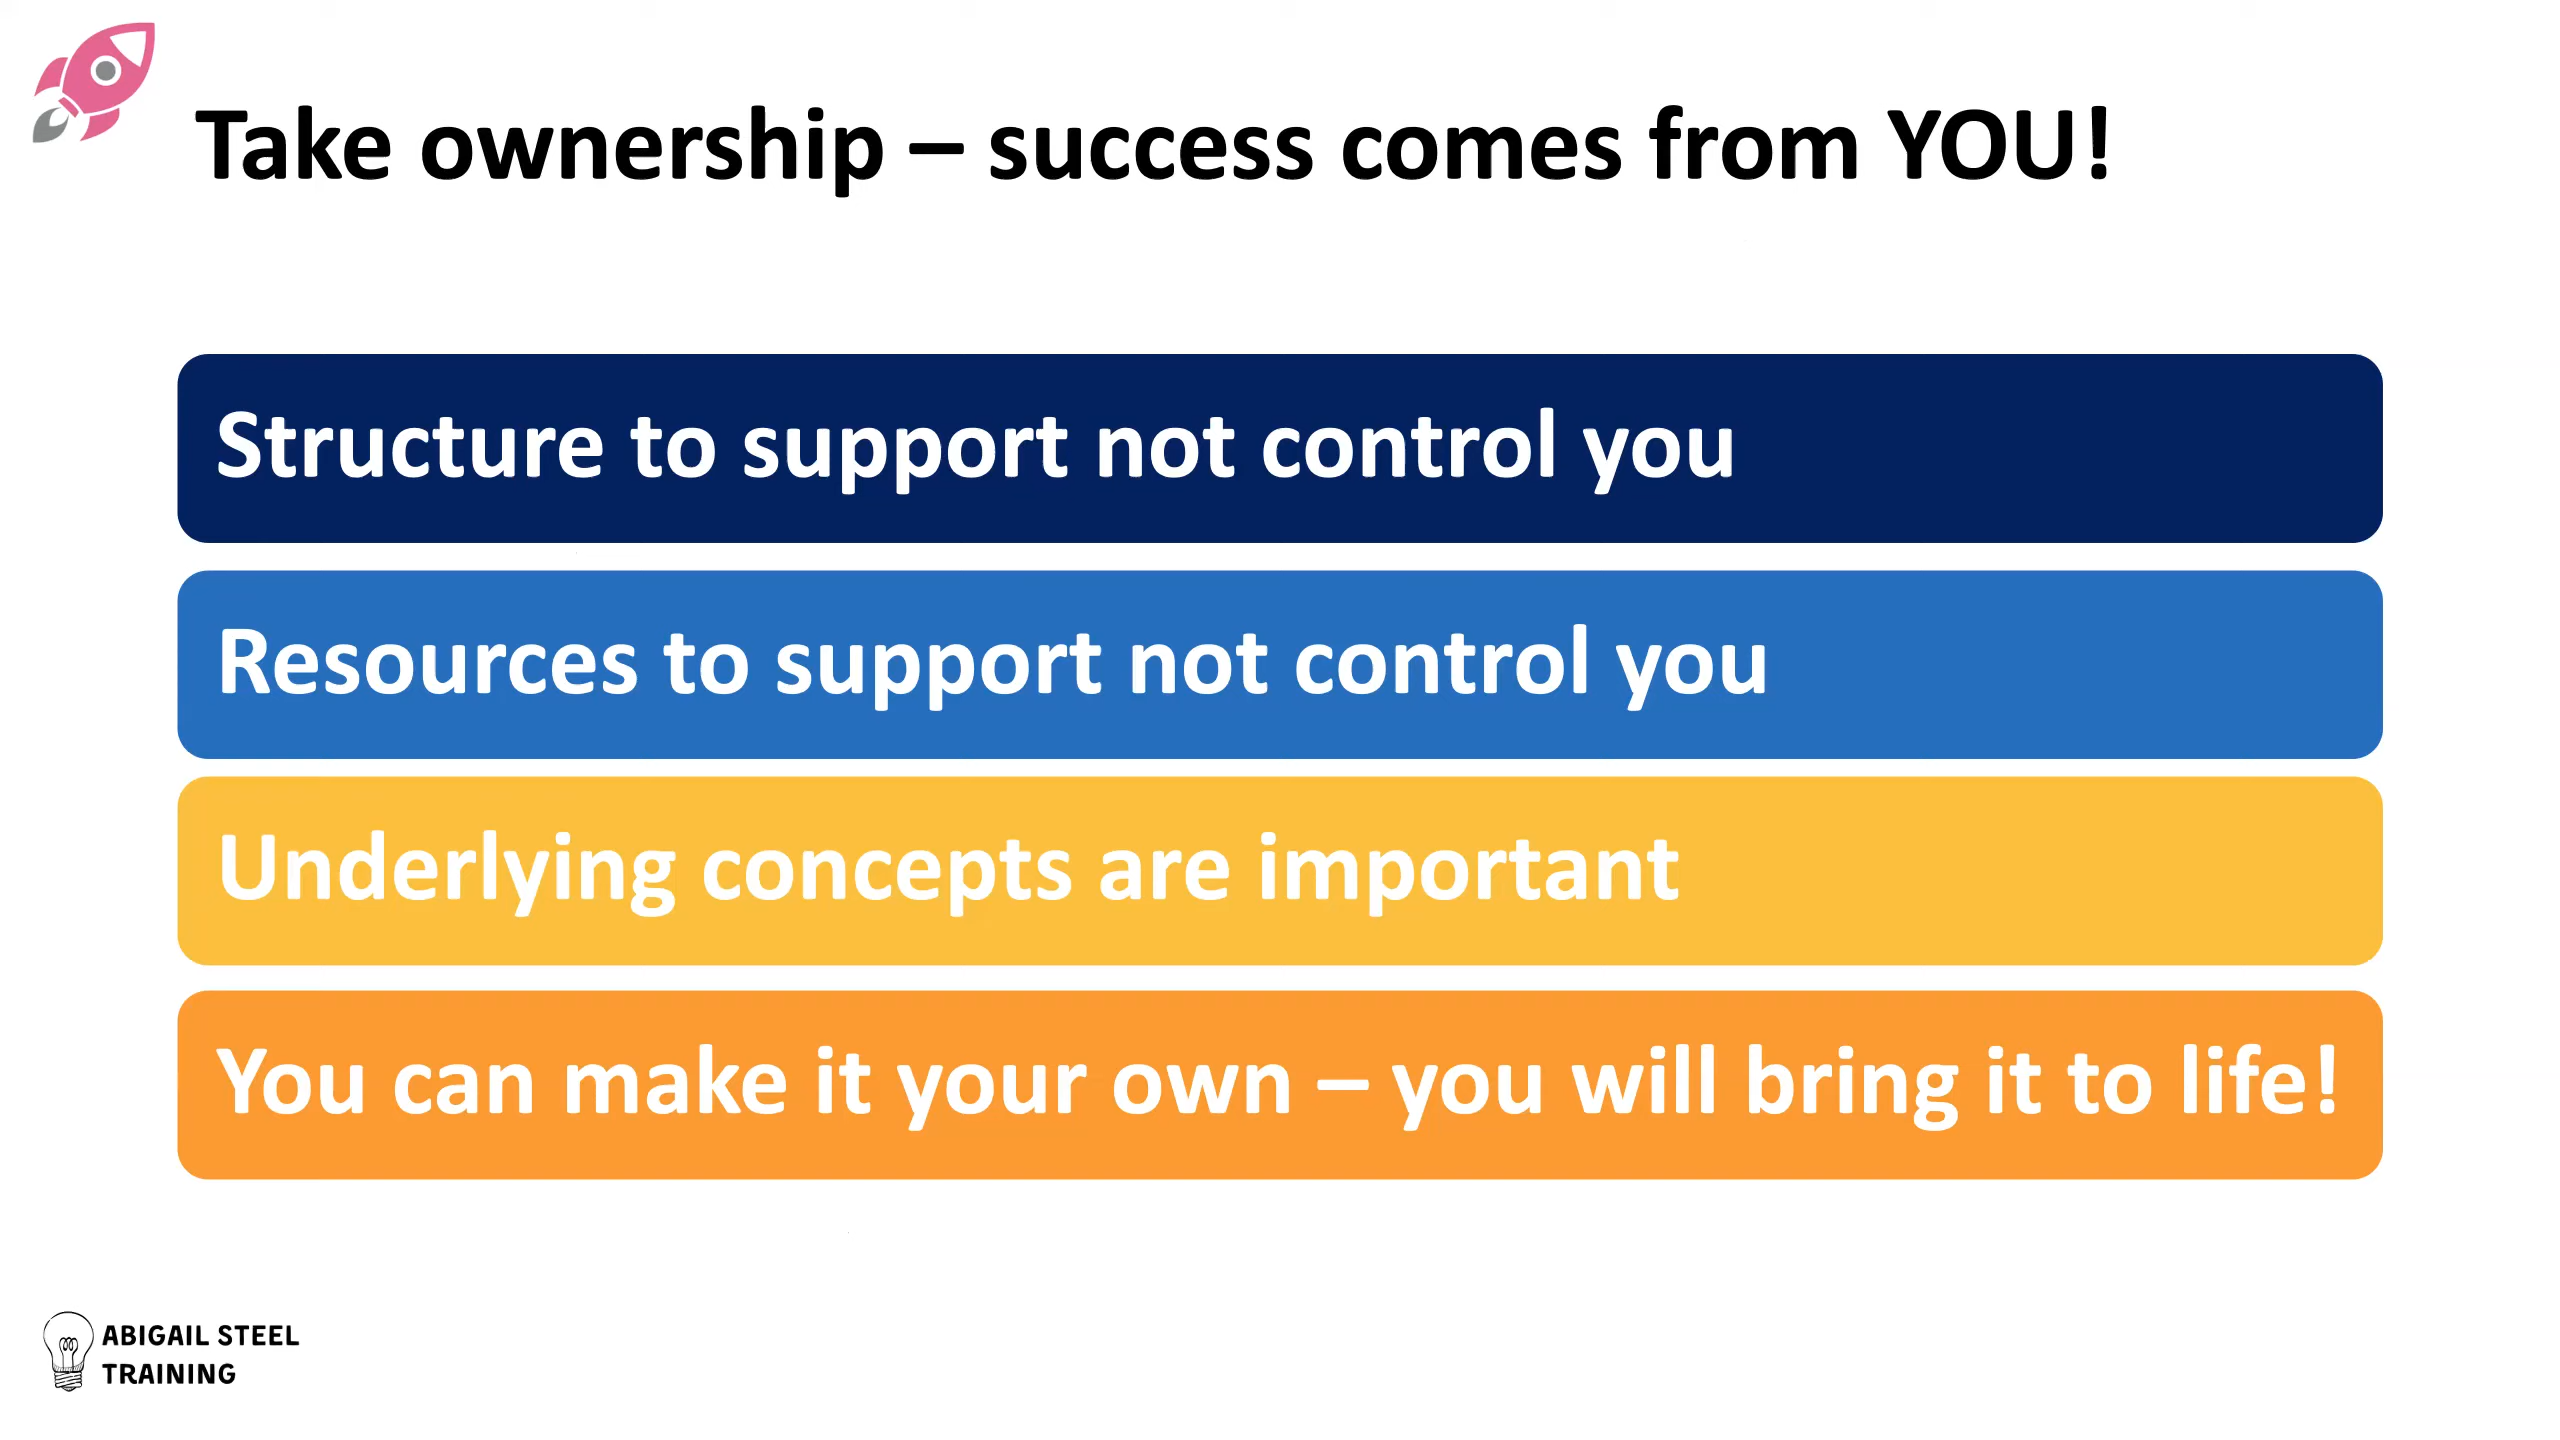 Take ownership – success comes from YOU!
Structure to support not control you
Resources to support not control you
Underlying concepts are important
You can make it your own – you will bring it to life!
ABIGAIL STEEL
TRAINING